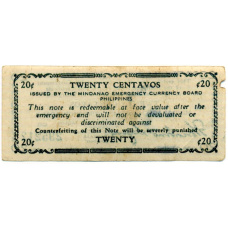 20¢ TWENTY CENTAVOS ¢20
ISSUED BY THE MINDANAO EMERGENCY CURRENCY BOARD
PHILIPPINES
This note is redeemable at face value after the
emergency and will not be devaluated or
discriminated against
Counterfeiting of this Note will be severly punished
20¢ TWENTY ¢20